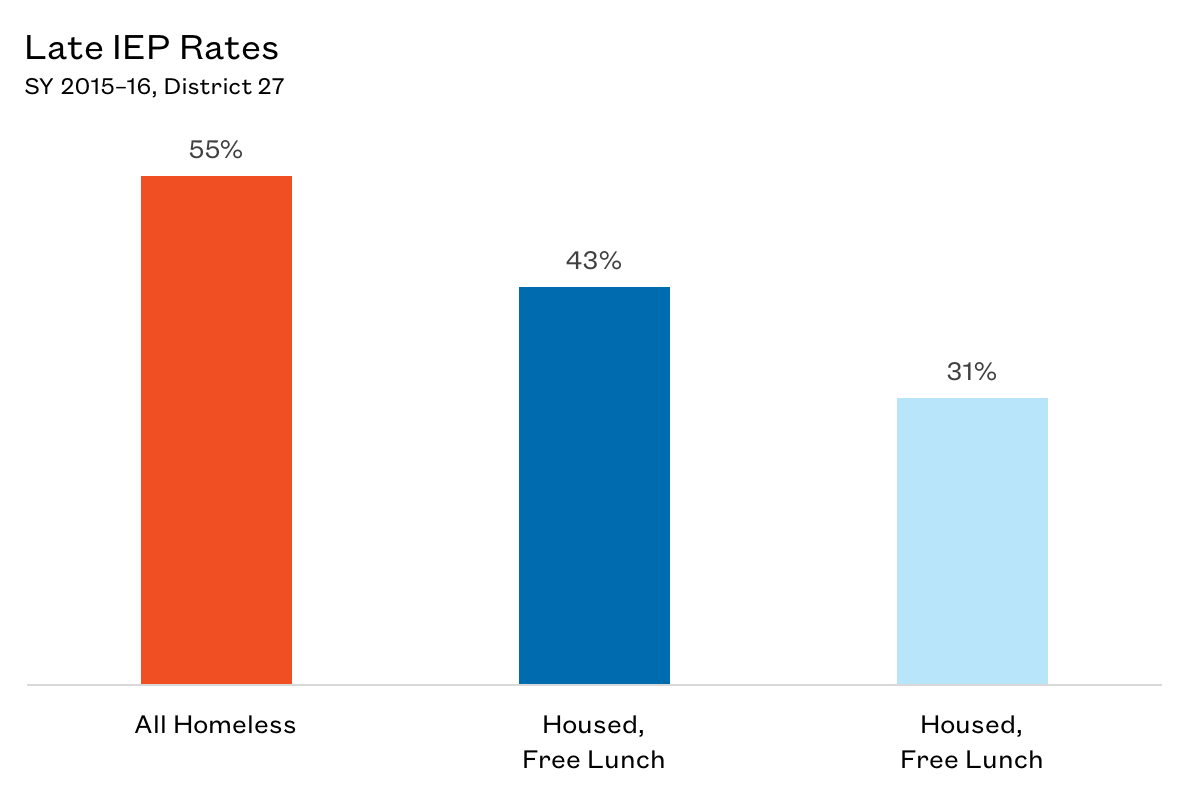 Late IEP Rates
SY 2015–16, District 27
55%
43%
31%
All Homeless
Housed,
Free Lunch
Housed,
Free Lunch